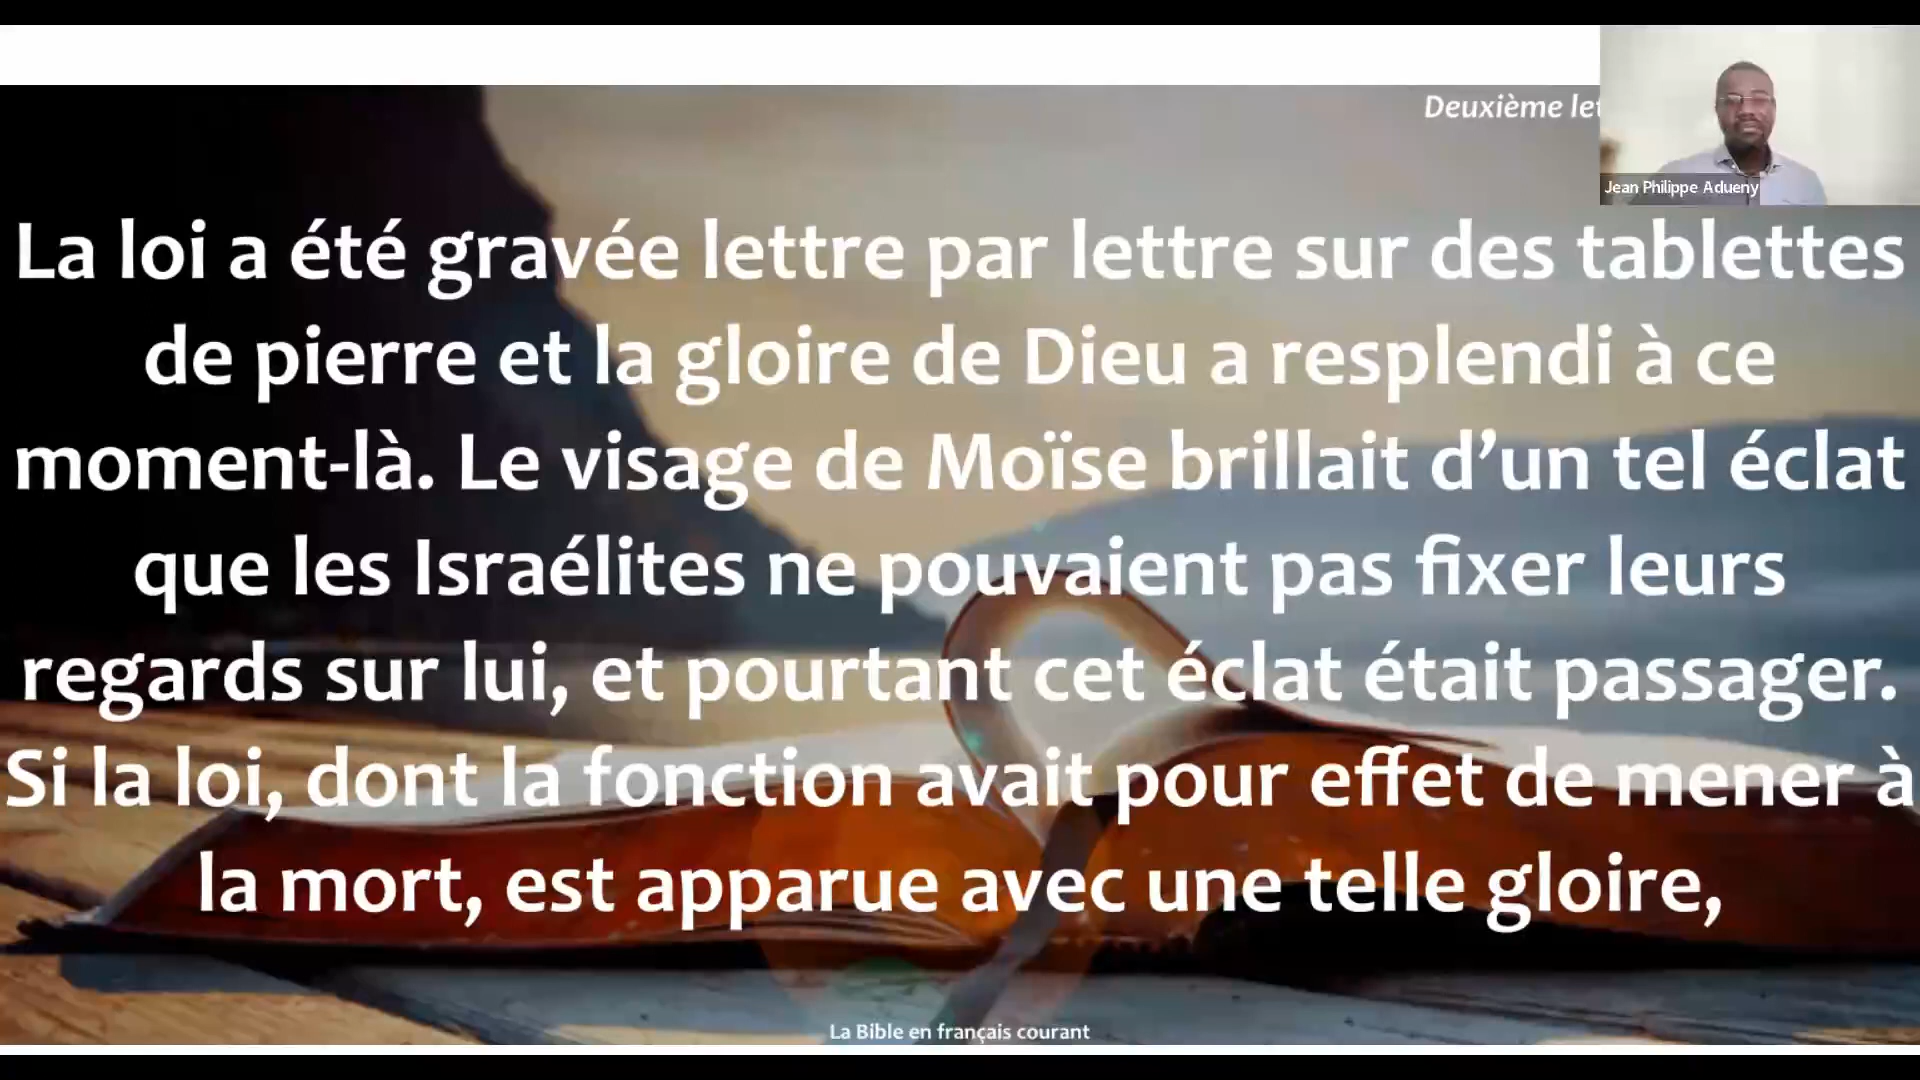 Deuxième
Jean Philippe Adueny
La loi a été gravée lettre par lettre sur des tablettes
de pierre et la gloire de Dieu a resplendi à ce
moment-là. Le visage de Moïse brillait d’un tel éclat
que les Israélites ne pouvaient pas fixer leurs
regards sur lui, et pourtant cet éclat était passager.
Si la loi, dont la fonction avait pour effet de mener à
la mort, est apparue avec une telle gloire,
La Bible en français courant